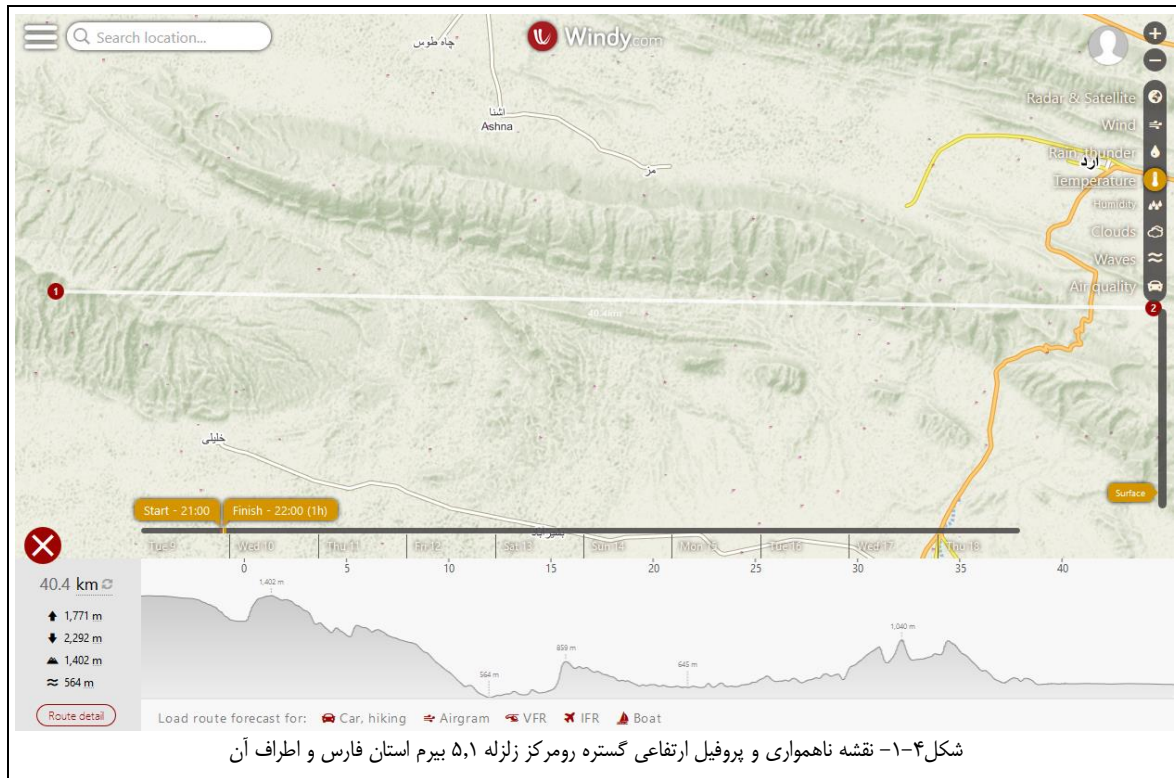 Search location...
Windy.com
چاه طوس
Radar & Satellite
اشنا
Ashna
Wind
Rain, thunder
ارد
مز
Temperature
Humidity
Clouds
Waves
Air quality
1
2
40.4km
خلیلی
Surface
Start - 21:00
Finish - 22:00 (1h)
Tue 9
Wed 10
Thu 11
Fri 12
Sat 13
Sun 14
Mon 15
Tue 16
Wed 17
Thu 18
0 5 10 15 20 25 30 35 40
40.4 km
1,771 m
2,292 m
1,402 m
564 m
1,402 m
564 m
859 m
645 m
1,040 m
Route detail
Load route forecast for: Car, hiking Airgram VFR IFR Boat
شکل۴-۱- نقشه ناهمواری و پروفیل ارتفاعی گستره رومرکز زلزله ۵,۱ بیرم استان فارس و اطراف آن